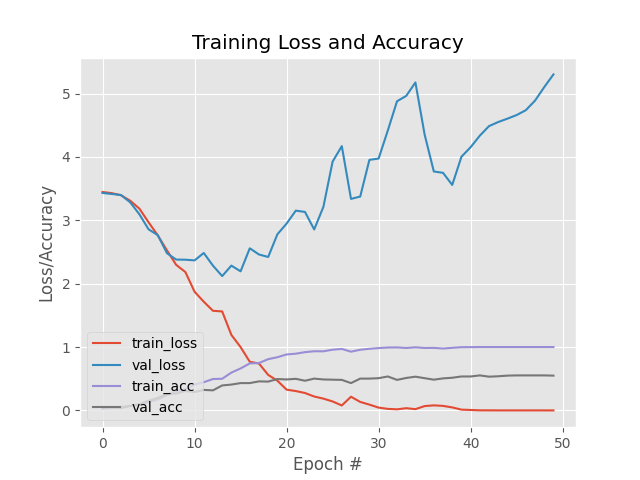 Training Loss and Accuracy
Loss/Accuracy
5
4
3
2
1
0
train_loss
val_loss
train_acc
val_acc
0 10 20 30 40 50
Epoch #